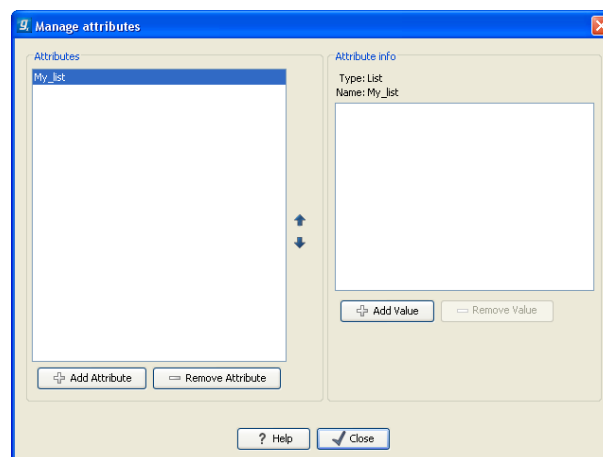 Manage attributes
Attributes
My_list
Add Attribute
Remove Attribute
Attribute info
Type: List
Name: My_list
Add Value
Remove Value
? Help
Close